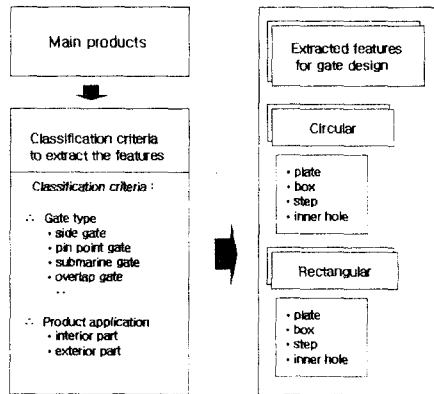 Main products
Classification criteria
to extract the features
Classification criteria :
∴ Gate type
• side gate
• pin point gate
• submarine gate
• overlap gate
..
∴ Product application
• interior part
• exterior part
Extracted features
for gate design
Circular
• plate
• box
• step
• inner hole
Rectangular
• plate
• box
• step
• inner hole